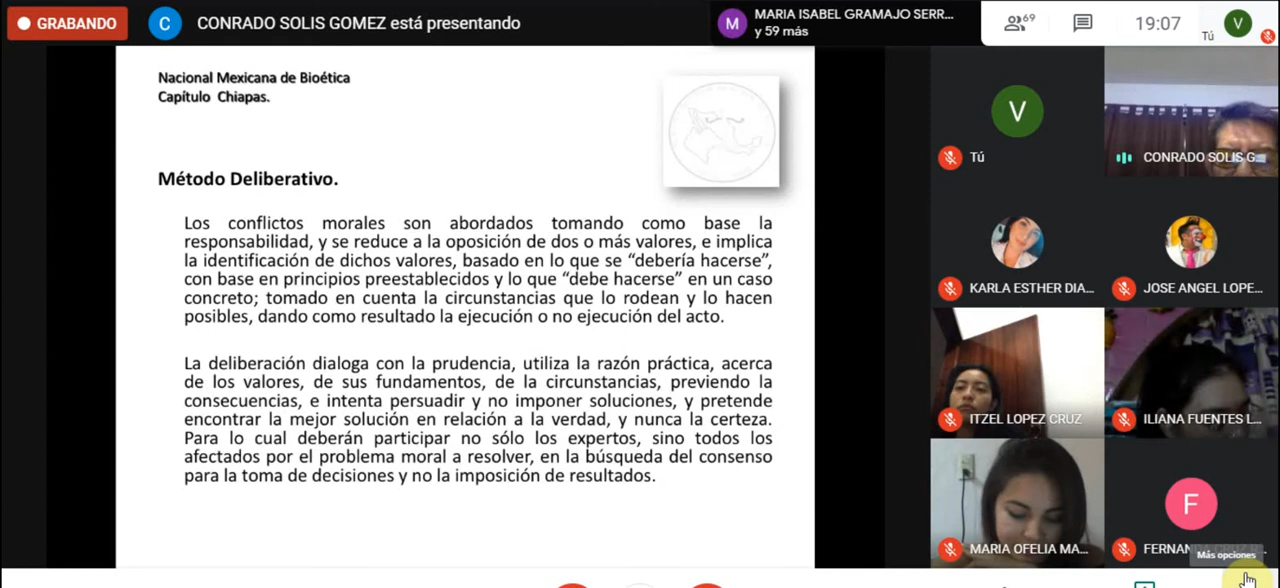 GRABANDO
C
CONRADO SOLIS GOMEZ está presentando
M
MARIA ISABEL GRAMAJO SERR...
y 59 más
69
19:07
Tú
V
Nacional Mexicana de Bioética
Capítulo Chiapas.
Método Deliberativo.
Los conflictos morales son abordados tomando como base la
responsabilidad, y se reduce a la oposición de dos o más valores, e implica
la identificación de dichos valores, basado en lo que se “debería hacerse”,
con base en principios preestablecidos y lo que “debe hacerse” en un caso
concreto; tomado en cuenta la circunstancias que lo rodean y lo hacen
posibles, dando como resultado la ejecución o no ejecución del acto.
La deliberación dialoga con la prudencia, utiliza la razón práctica, acerca
de los valores, de sus fundamentos, de la circunstancias, previendo la
consecuencias, e intenta persuadir y no imponer soluciones, y pretende
encontrar la mejor solución en relación a la verdad, y nunca la certeza.
Para lo cual deberán participar no sólo los expertos, sino todos los
afectados por el problema moral a resolver, en la búsqueda del consenso
para la toma de decisiones y no la imposición de resultados.
V
Tú
CONRADO SOLIS G...
KARLA ESTHER DIA...
JOSE ANGEL LOPE...
ITZEL LOPEZ CRUZ
ILIANA FUENTES L...
MARIA OFELIA MA...
F
FERNAN
Más opciones